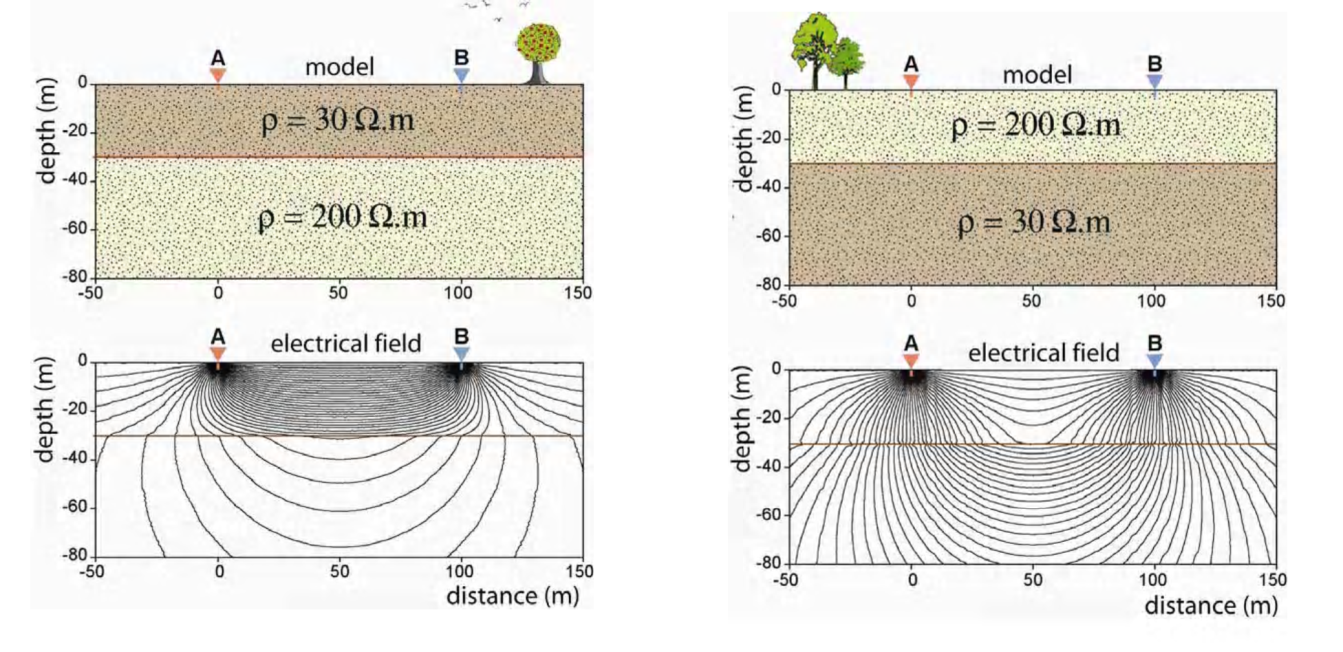 A
model
B
depth (m)
0
-20
-40
-60
-80
ρ = 30 Ω.m
ρ = 200 Ω.m
-50
0
50
100
150
A
electrical field
B
depth (m)
0
-20
-40
-60
-80
-50
0
50
100
150
distance (m)
A
model
B
depth (m)
0
-20
-40
-60
-80
ρ = 200 Ω.m
ρ = 30 Ω.m
-50
0
50
100
150
A
electrical field
B
depth (m)
0
-20
-40
-60
-80
-50
0
50
100
150
distance (m)